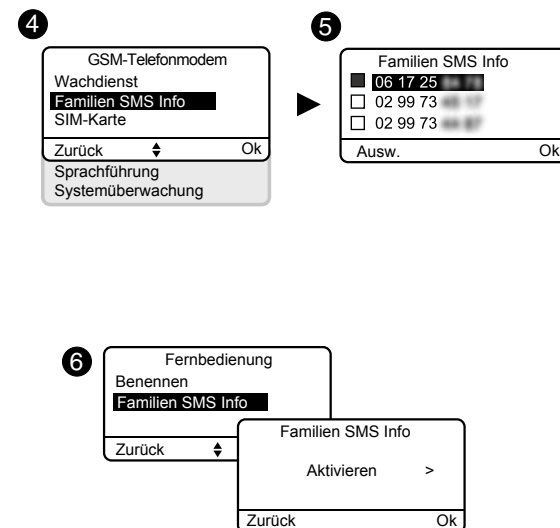 4
GSM-Telefonmodem
Wachdienst
Familien SMS Info
SIM-Karte
Zurück Ok
Sprachführung
Systemüberwachung
5
Familien SMS Info
06 17 25
02 99 73
02 99 73
Ausw. Ok
6
Fernbedienung
Benennen
Familien SMS Info
Zurück
Familien SMS Info
Aktivieren >
Zurück Ok